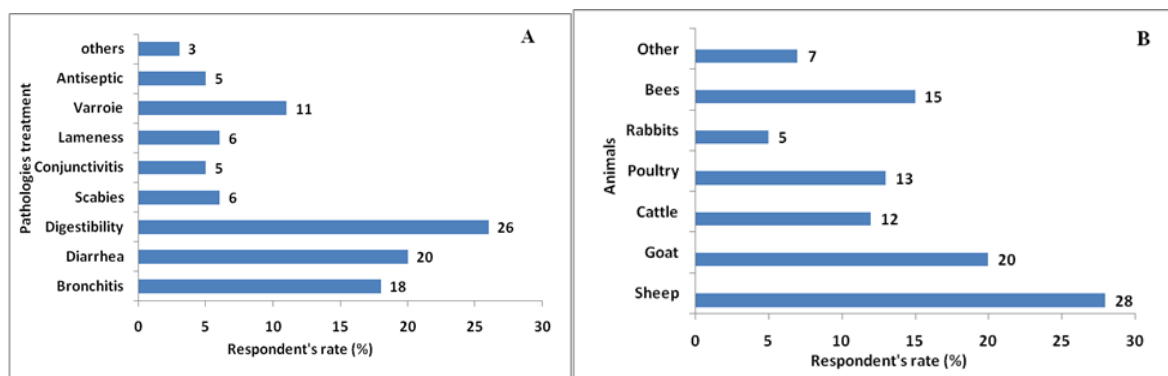 A
others
3
Antiseptic
5
Varroie
11
Lameness
6
Conjunctivitis
5
Scabies
6
Digestibility
26
Diarrhea
20
Bronchitis
18
Pathologies treatment
0 5 10 15 20 25 30
Respondent's rate (%)
B
Other
7
Bees
15
Rabbits
5
Poultry
13
Cattle
12
Goat
20
Sheep
28
Animals
0 5 10 15 20 25 30
Respondent's rate (%)